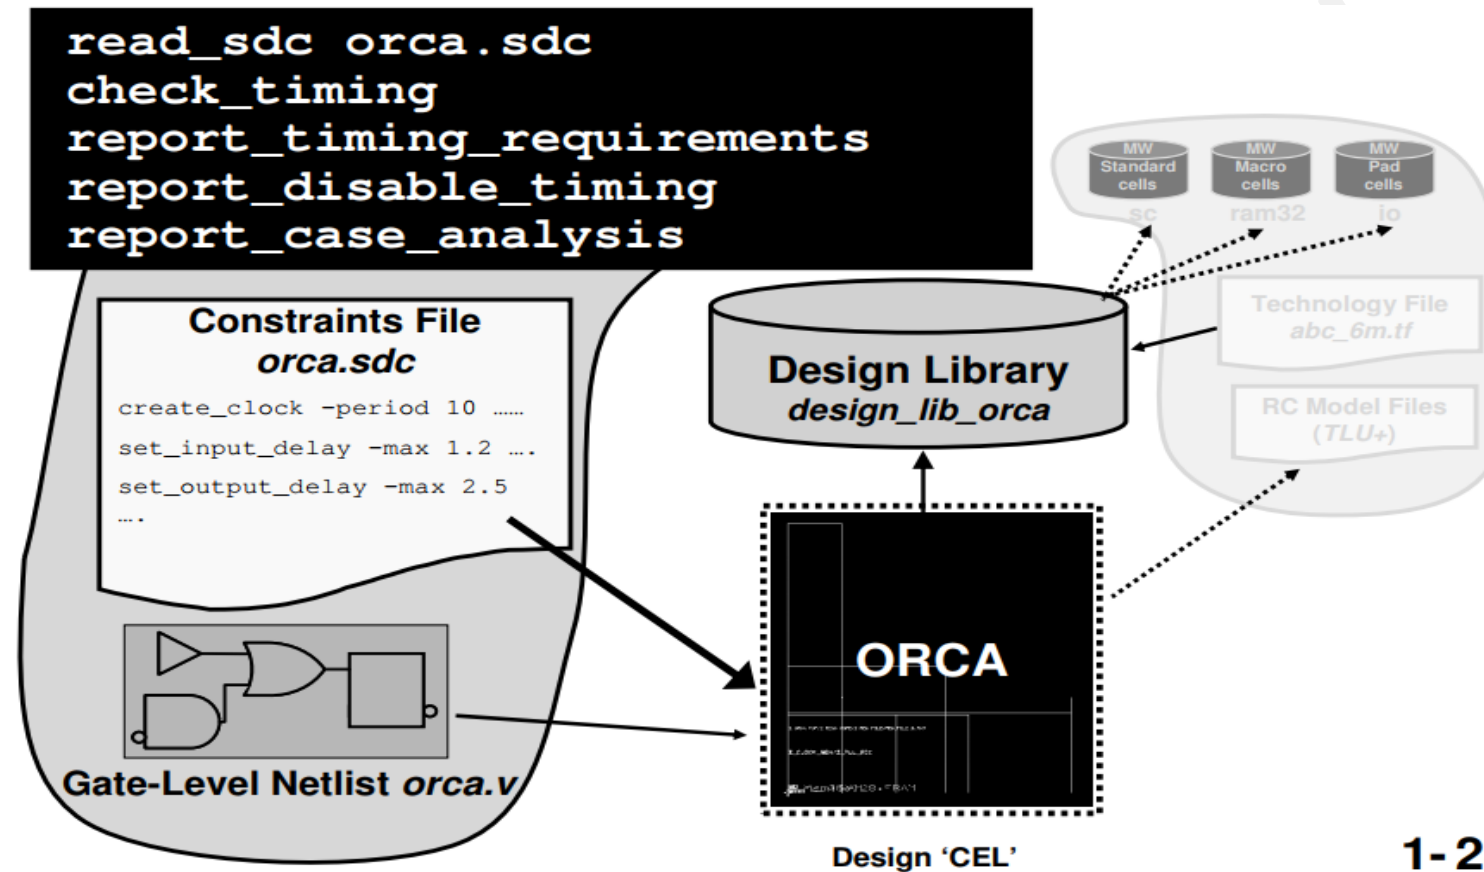 read_sdc orca.sdc
check_timing
report_timing_requirements
report_disable_timing
report_case_analysis
MW
Standard
cells
sc
MW
Macro
cells
ram32
MW
Pad
cells
io
Constraints File
orca.sdc
create_clock -period 10 ……
set_input_delay -max 1.2 ….
set_output_delay -max 2.5
….
Design Library
design_lib_orca
Technology File
abc_6m.tf
RC Model Files
(TLU+)
ORCA
Gate-Level Netlist orca.v
Design ‘CEL’
1- 2